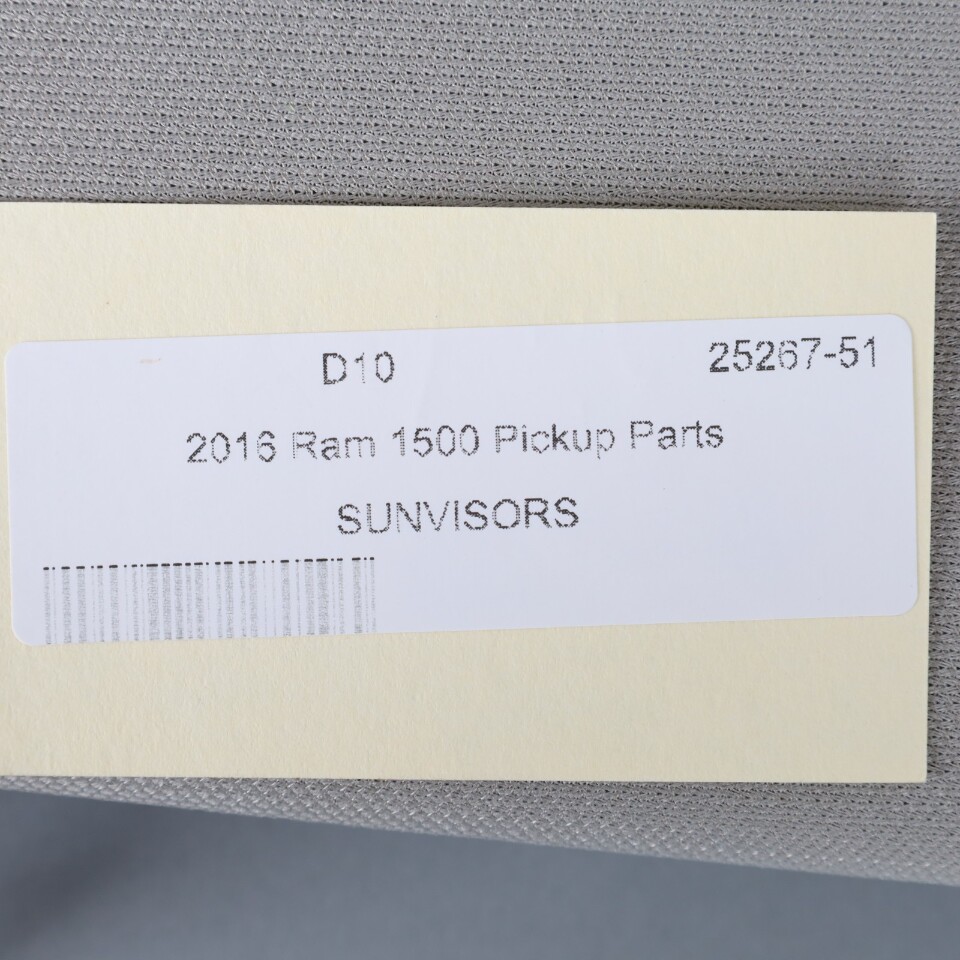 D10 25267-51
2016 Ram 1500 Pickup Parts
SUNVISORS